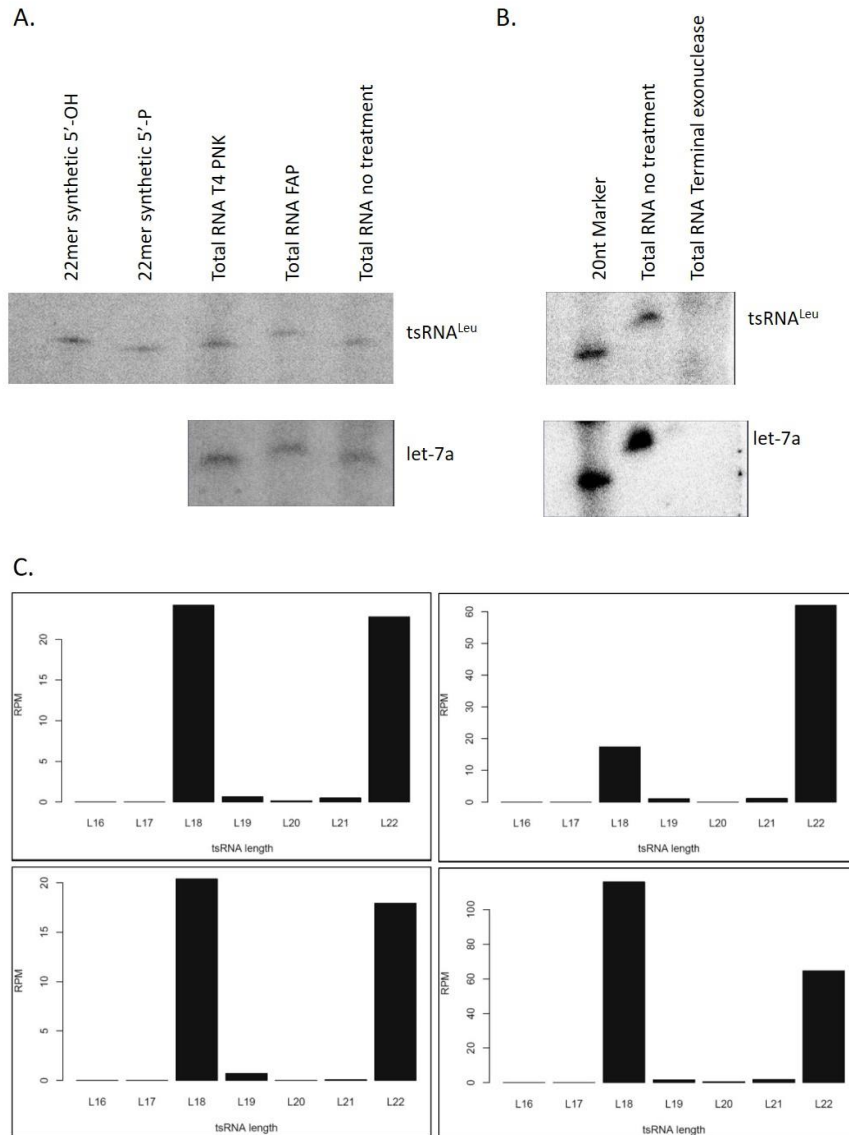 A.
22mer synthetic 5’-OH
22mer synthetic 5’-P
Total RNA T4 PNK
Total RNA FAP
Total RNA no treatment
tsRNALeu
let-7a
B.
20nt Marker
Total RNA no treatment
Total RNA Terminal exonuclease
tsRNALeu
let-7a
C.
RPM
20
15
10
5
0
L16 L17 L18 L19 L20 L21 L22
tsRNA length
RPM
60
50
40
30
20
10
0
L16 L17 L18 L19 L20 L21 L22
tsRNA length
RPM
20
15
10
5
0
L16 L17 L18 L19 L20 L21 L22
tsRNA length
RPM
100
80
60
40
20
0
L16 L17 L18 L19 L20 L21 L22
tsRNA length